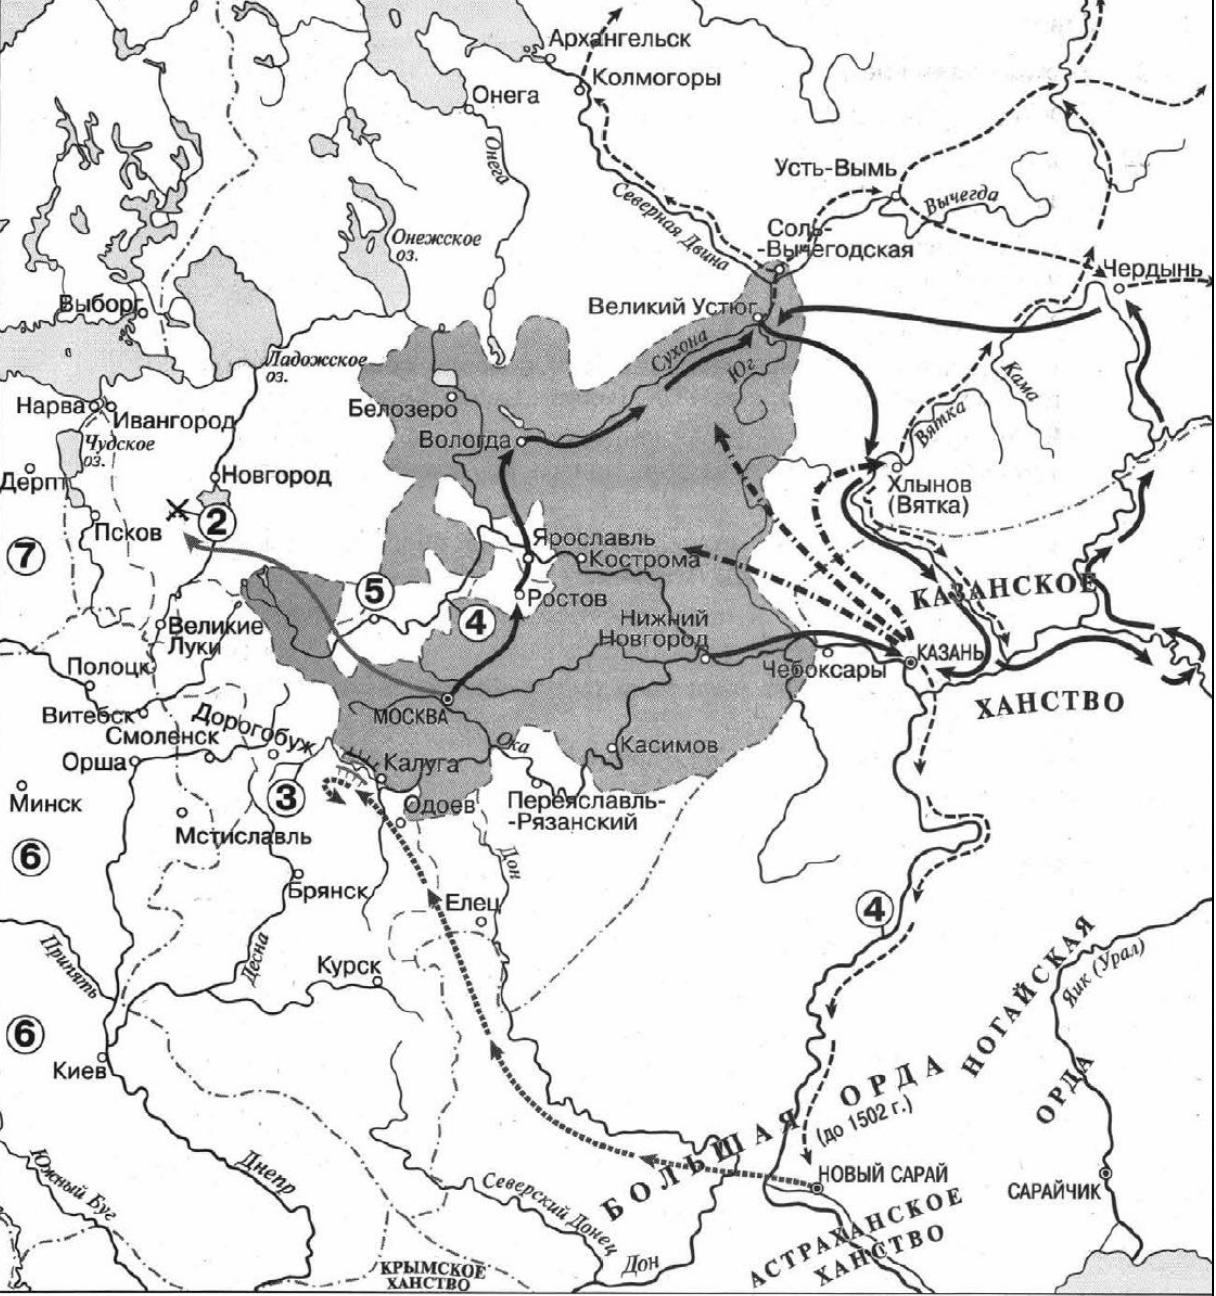 Архангельск
Колмогоры
Онега
Онега
Усть-Вымь
Вычегда
Северная Двина
Соль-
-Вычегодская
Онежское
оз.
Чердынь
Выборг
Великий Устюг
Ладожское
оз.
Сухона
Юг
Кама
Нарва
Ивангород
Белозеро
Вятка
Вологда
Чудское
оз.
Дерпт
Новгород
Хлынов
(Вятка)
2
Псков
7
Ярославль
Кострома
5
КАЗАНСКОЕ
Ростов
4
Великие
Луки
Нижний
Новгород
КАЗАНЬ
Чебоксары
Полоцк
ХАНСТВО
Витебск
МОСКВА
Дорогобуж
Смоленск
Ока
Касимов
Орша
Калуга
Минск
3
Одоев
Переяславль-
-Рязанский
Мстиславль
6
Дон
Брянск
Елец
4
Припять
Десна
Курск
НОГАЙСКАЯ
ОРДА
Яик (Урал)
6
Киев
БОЛЬШАЯ ОРДА
(до 1502 г.)
Южный Буг
Днепр
Северский Донец
НОВЫЙ САРАЙ
САРАЙЧИК
АСТРАХАНСКОЕ
ХАНСТВО
Дон
КРЫМСКОЕ
ХАНСТВО